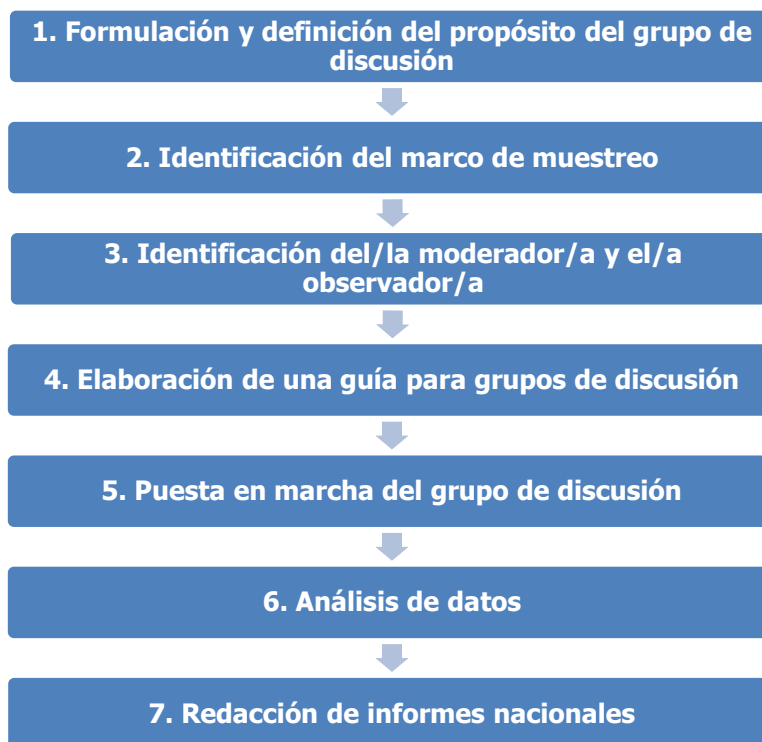 1. Formulación y definición del propósito del grupo de
discusión
2. Identificación del marco de muestreo
3. Identificación del/la moderador/a y el/a
observador/a
4. Elaboración de una guía para grupos de discusión
5. Puesta en marcha del grupo de discusión
6. Análisis de datos
7. Redacción de informes nacionales